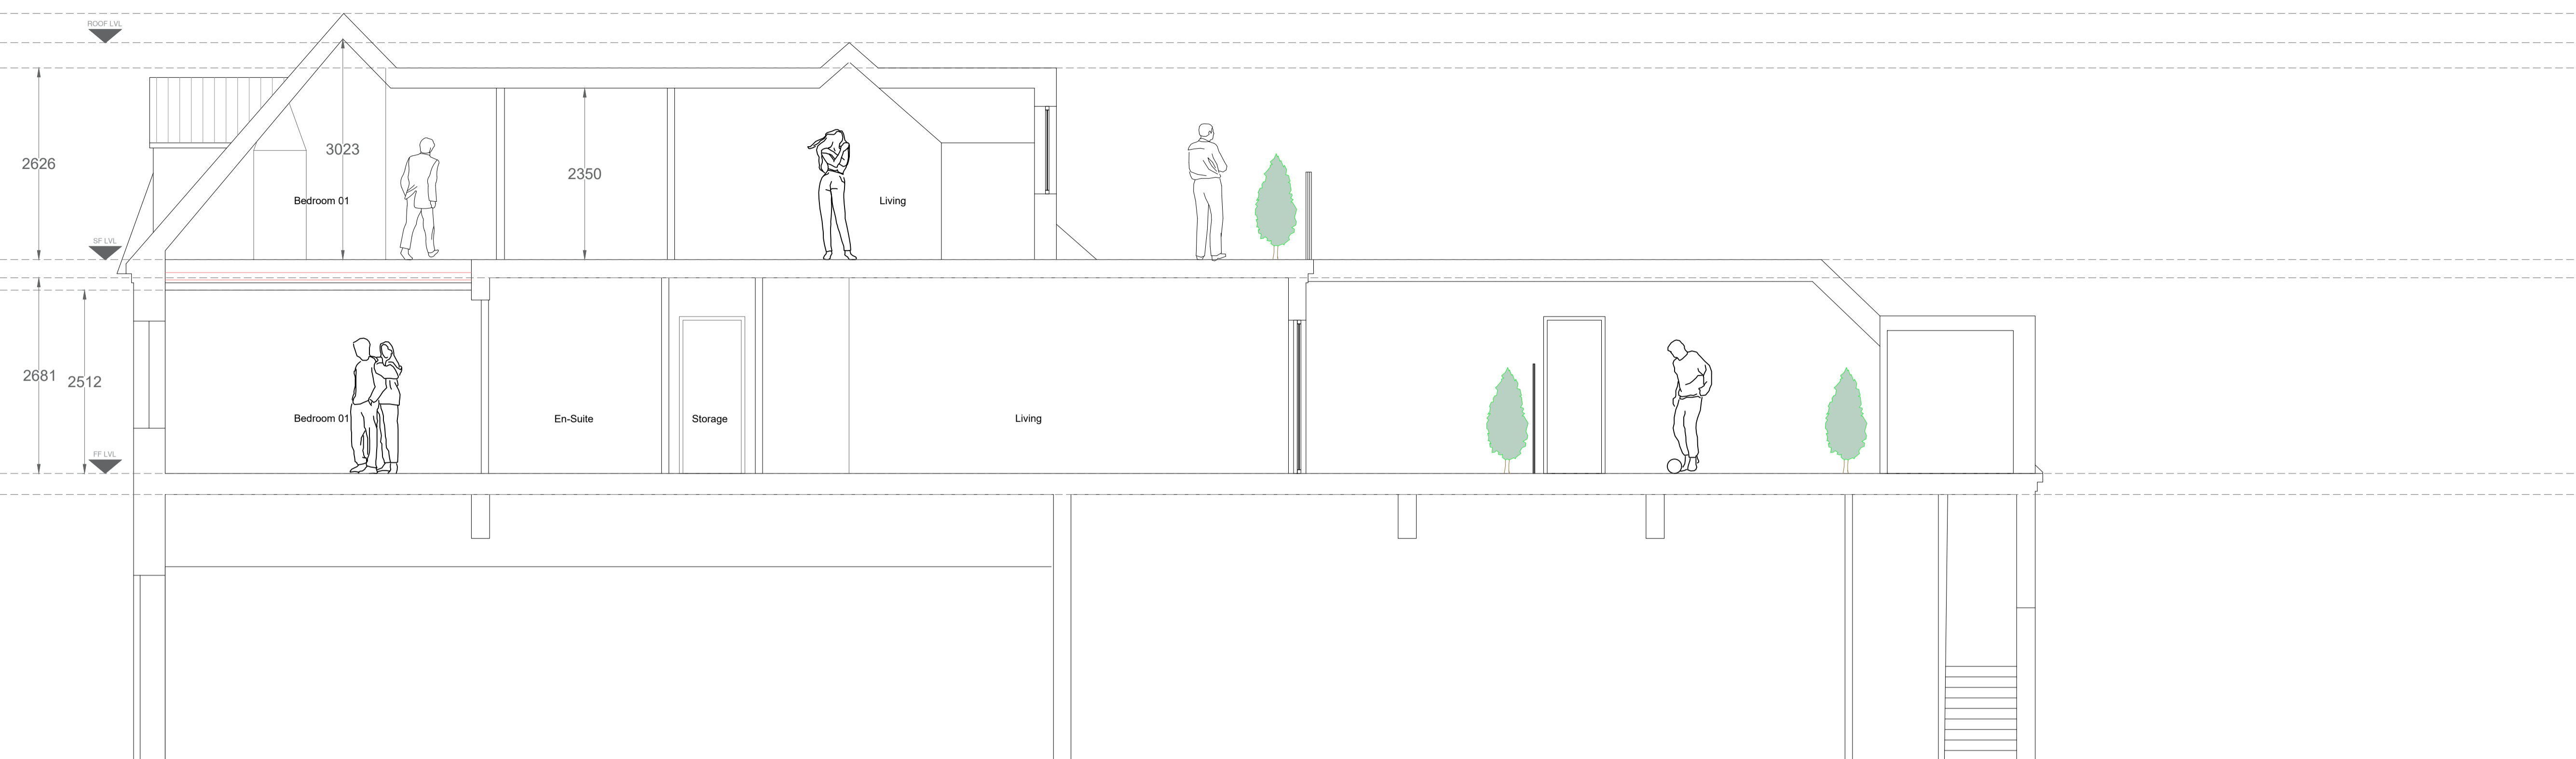 ROOF LVL
2626
3023
2350
Bedroom 01
Living
SF LVL
2681
2512
Bedroom 01
En-Suite
Storage
Living
FF LVL